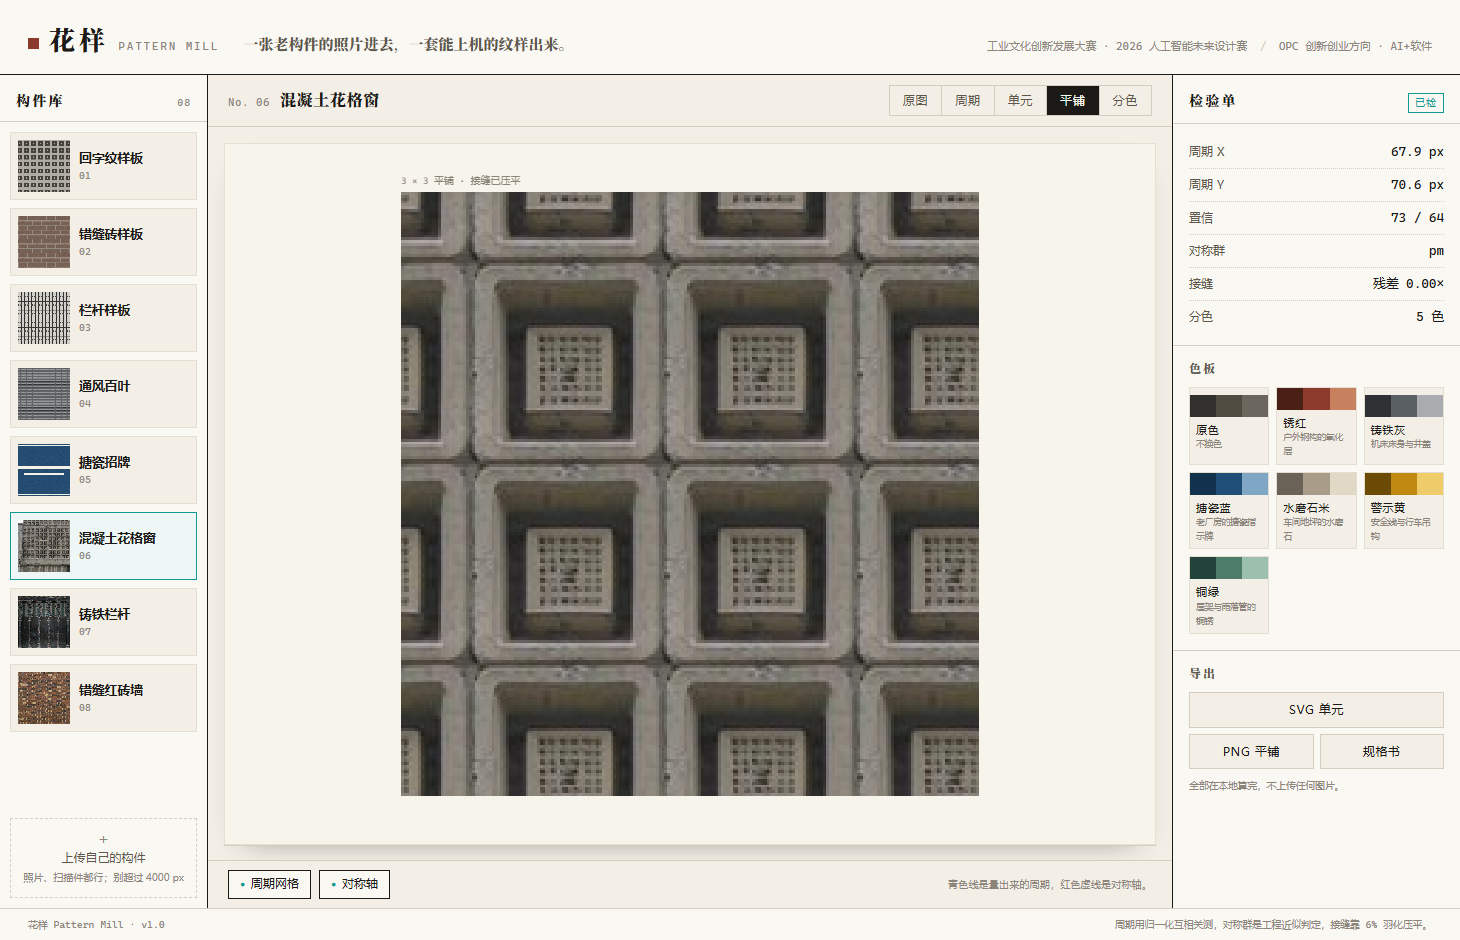 花样 PATTERN MILL 一张老构件的照片进去，一套能上机的纹样出来。
工业文化创新发展大赛 · 2026 人工智能未来设计赛 / OPC 创新创业方向 · AI+软件
构件库 08
回字纹样板
01
错缝砖样板
02
栏杆样板
03
通风百叶
04
搪瓷招牌
05
混凝土花格窗
06
铸铁栏杆
07
错缝红砖墙
08
+
上传自己的构件
照片、扫描件都行；别超过 4000 px
No. 06 混凝土花格窗
原图 周期 单元 平铺 分色
3 × 3 平铺 · 接缝已压平
周期网格 对称轴
青色线是量出来的周期，红色虚线是对称轴。
检验单 已检
周期 X 67.9 px
周期 Y 70.6 px
置信 73 / 64
对称群 pm
接缝 残差 0.00×
分色 5 色
色板
原色
不换色
锈红
户外钢构的氧化
层
铸铁灰
机床床身与井盖
搪瓷蓝
老厂房的搪瓷指
示牌
水磨石米
车间地坪的水磨
石
警示黄
安全线与行车吊
钩
铜绿
屋架与雨落管的
铜锈
导出
SVG 单元
PNG 平铺 规格书
全部在本地算完，不上传任何图片。
花样 Pattern Mill · v1.0
周期用归一化互相关测，对称群是工程近似判定，接缝靠 6% 羽化压平。